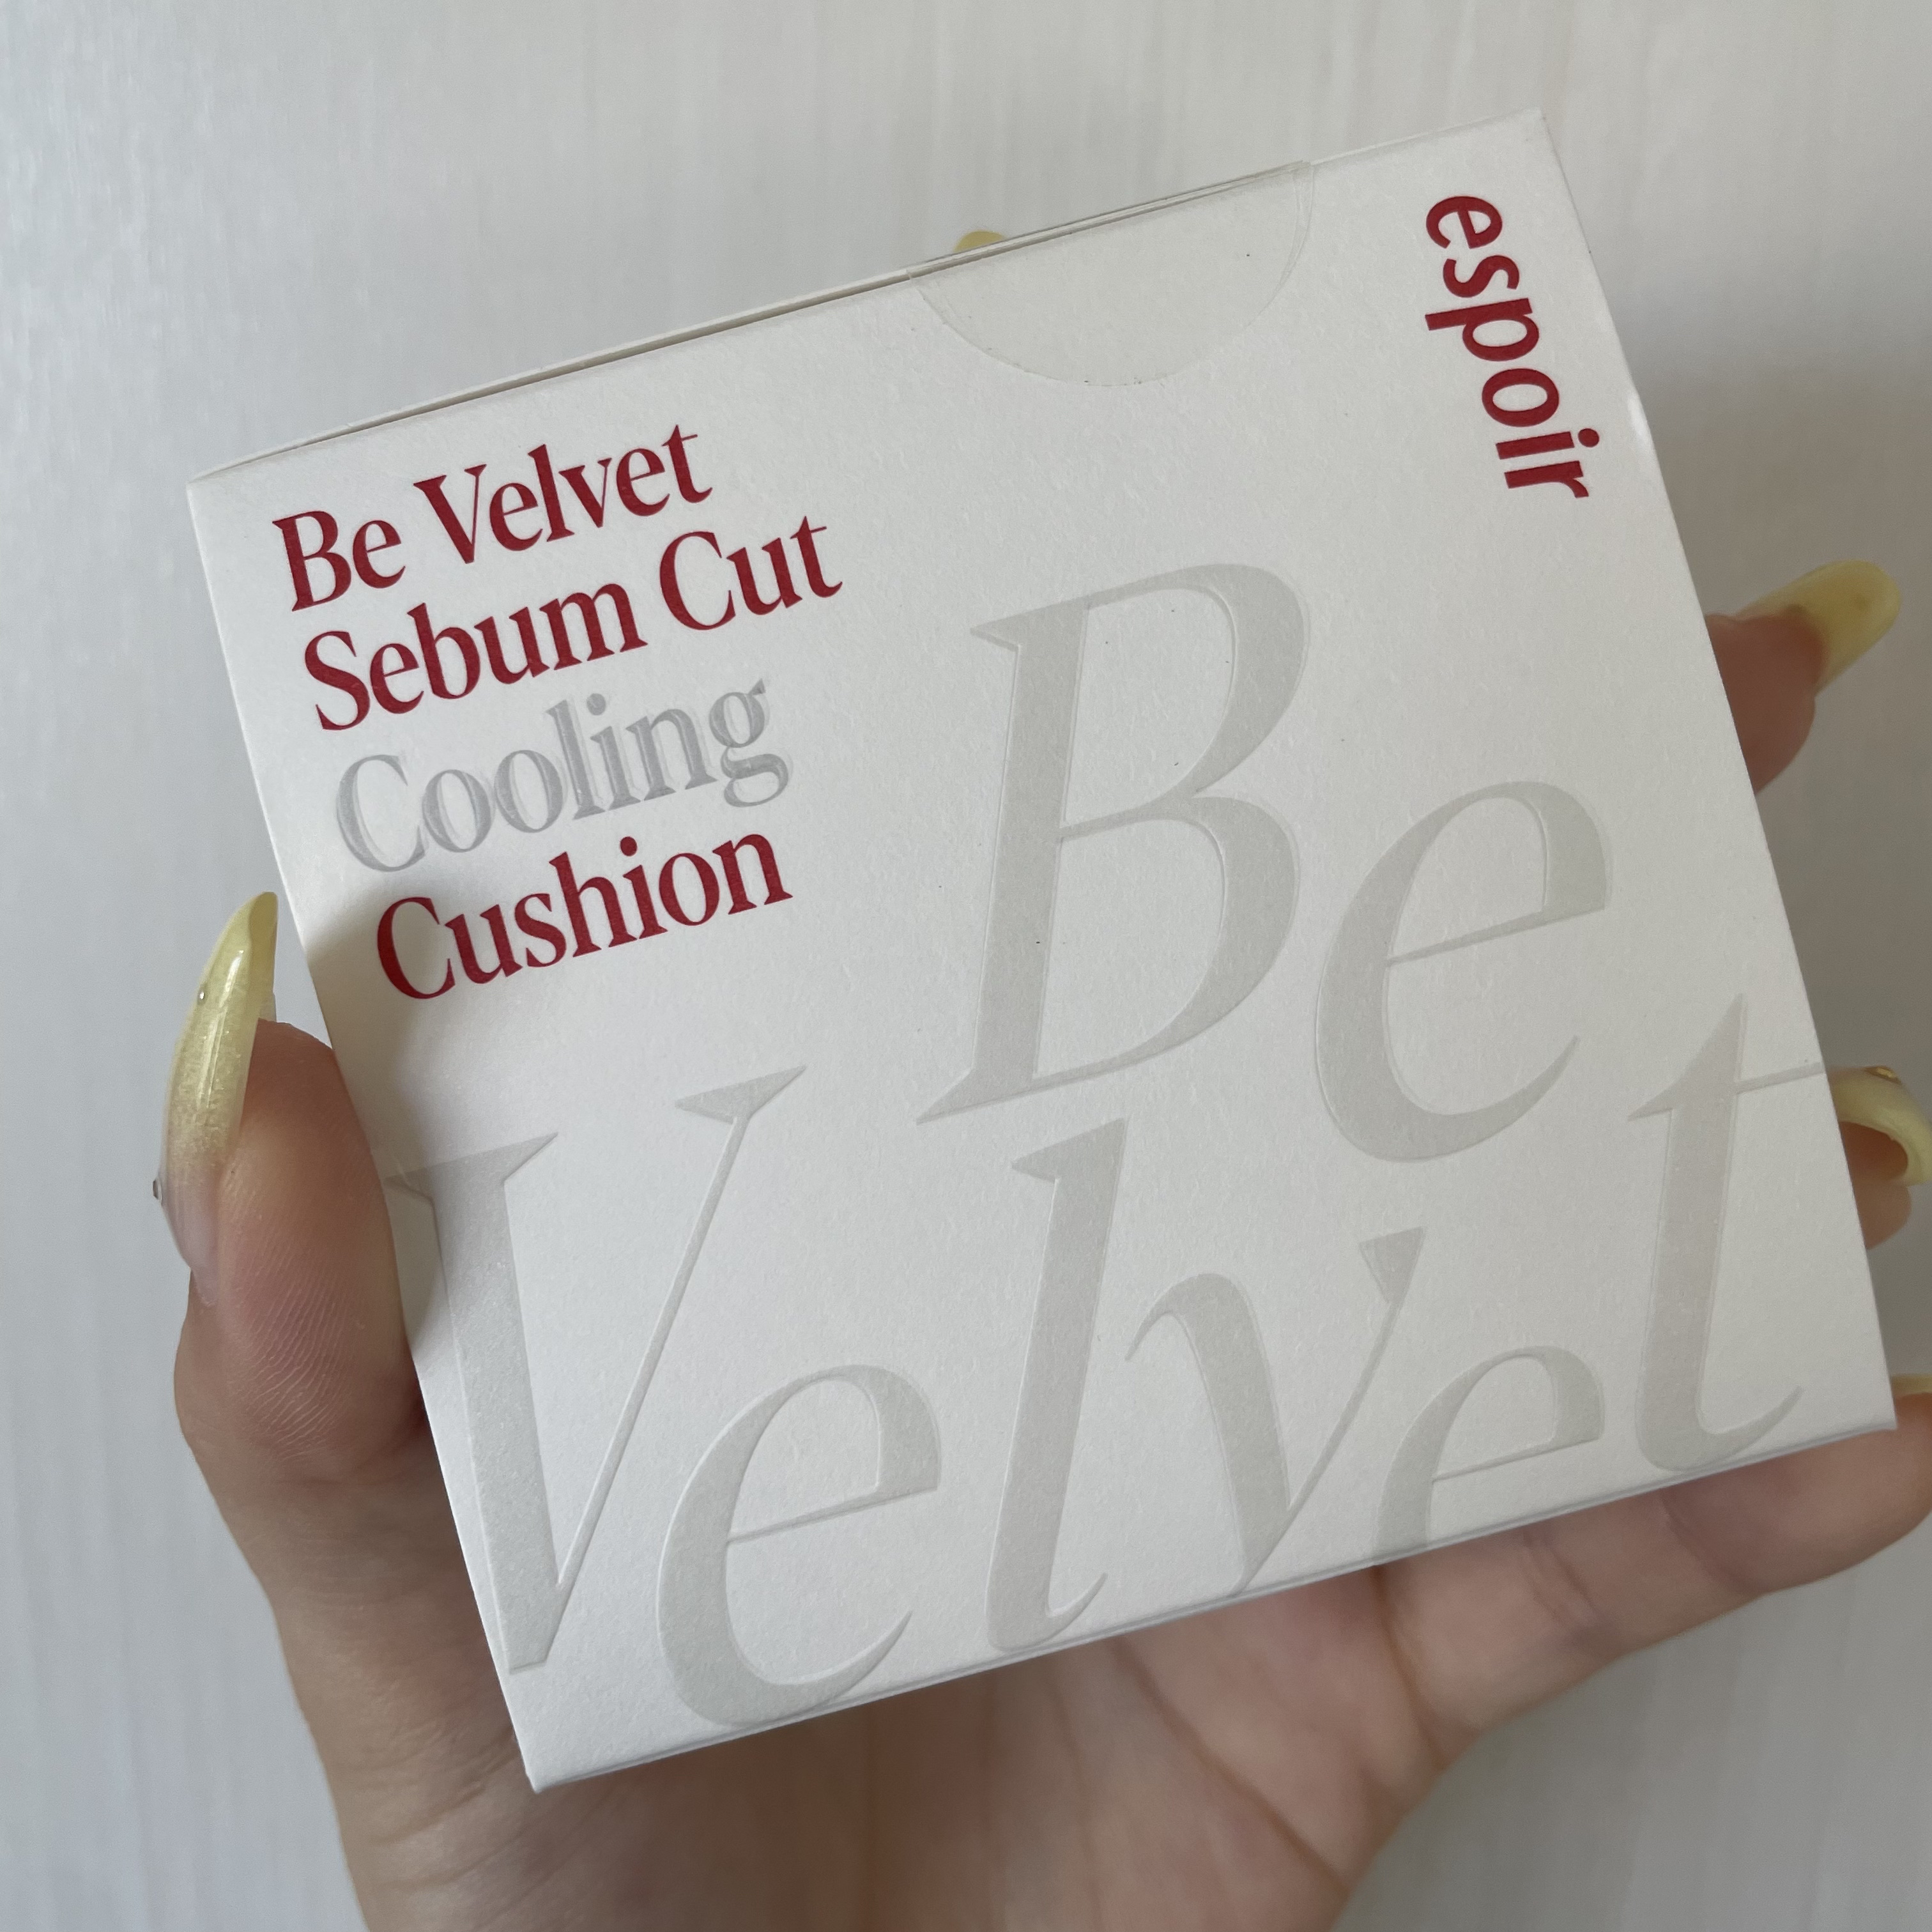 espoir
Be Velvet
Sebum Cut
Cooling
Cushion
Be
Velvet